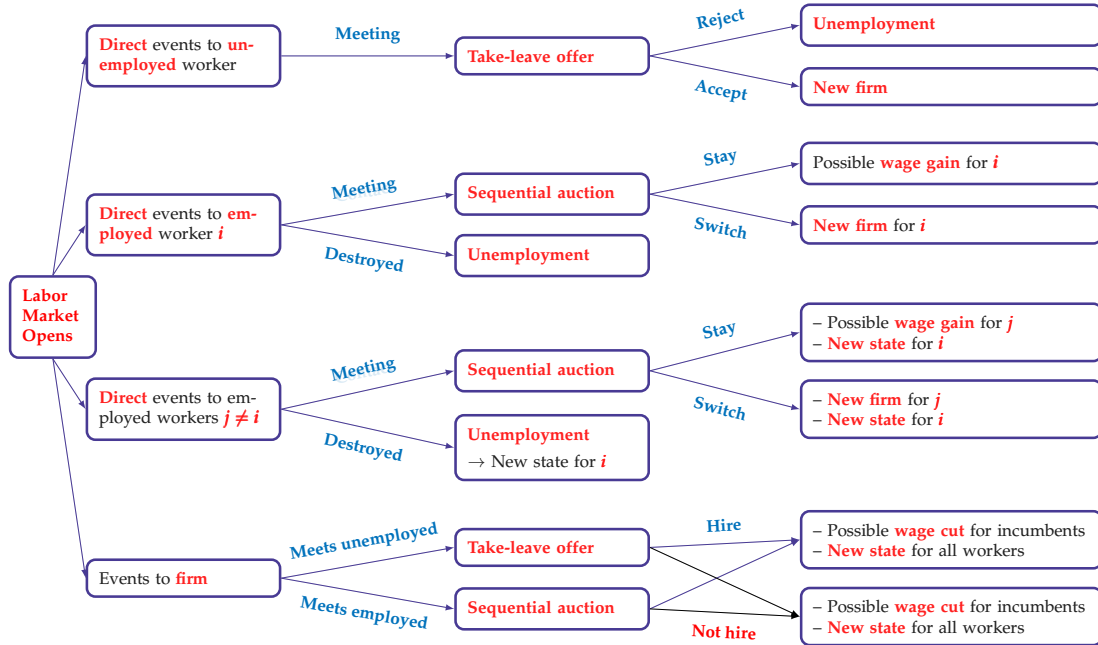 Labor
Market
Opens
Direct events to un-
employed worker
Meeting
Take-leave offer
Reject
Accept
Unemployment
New firm
Direct events to em-
ployed worker i
Meeting
Destroyed
Sequential auction
Unemployment
Stay
Switch
Possible wage gain for i
New firm for i
Direct events to em-
ployed workers j ≠ i
Meeting
Destroyed
Sequential auction
Unemployment
→ New state for i
Stay
Switch
– Possible wage gain for j
– New state for i
– New firm for j
– New state for i
Events to firm
Meets unemployed
Meets employed
Take-leave offer
Sequential auction
Hire
Not hire
– Possible wage cut for incumbents
– New state for all workers
– Possible wage cut for incumbents
– New state for all workers